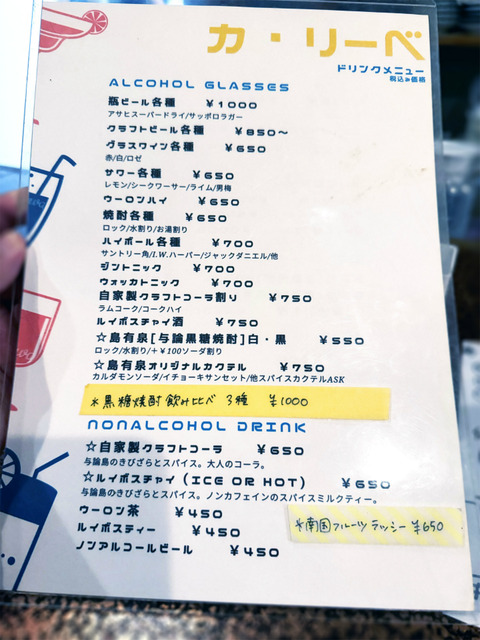 カ・リーベ
ドリンクメニュー
税込み価格
ALCOHOL GLASSES
瓶ビール各種 ¥1000
アサヒスーパードライ/サッポロラガー
クラフトビール各種 ¥850〜
グラスワイン各種 ¥650
赤/白/ロゼ
サワー各種 ¥650
レモン/シークワーサー/ライム/男梅
ウーロンハイ ¥650
焼酎各種 ¥650
ロック/水割り/お湯割り
ハイボール各種 ¥700
サントリー角/I.W.ハーパー/ジャックダニエル/他
ジントニック ¥700
ウォッカトニック ¥700
自家製クラフトコーラ割り ¥750
ラムコーク/コークハイ
ルイボスチャイ酒 ¥750
☆島有泉[与論黒糖焼酎]白・黒 ¥550
ロック/水割り/+¥100ソーダ割り
☆島有泉オリジナルカクテル ¥750
カルダモンソーダ/イチョーキサンセット/他スパイスカクテルASK
*黒糖焼酎 飲み比べ 3種 ¥1000
NONALCOHOL DRINK
☆自家製クラフトコーラ ¥650
与論島のきびざらとスパイス。大人のコーラ。
☆ルイボスチャイ(ICE OR HOT) ¥650
与論島のきびざらとスパイス。ノンカフェインのスパイスミルクティー。
ウーロン茶 ¥450
*南国フルーツラッシー ¥650
ルイボスティー ¥450
ノンアルコールビール ¥450